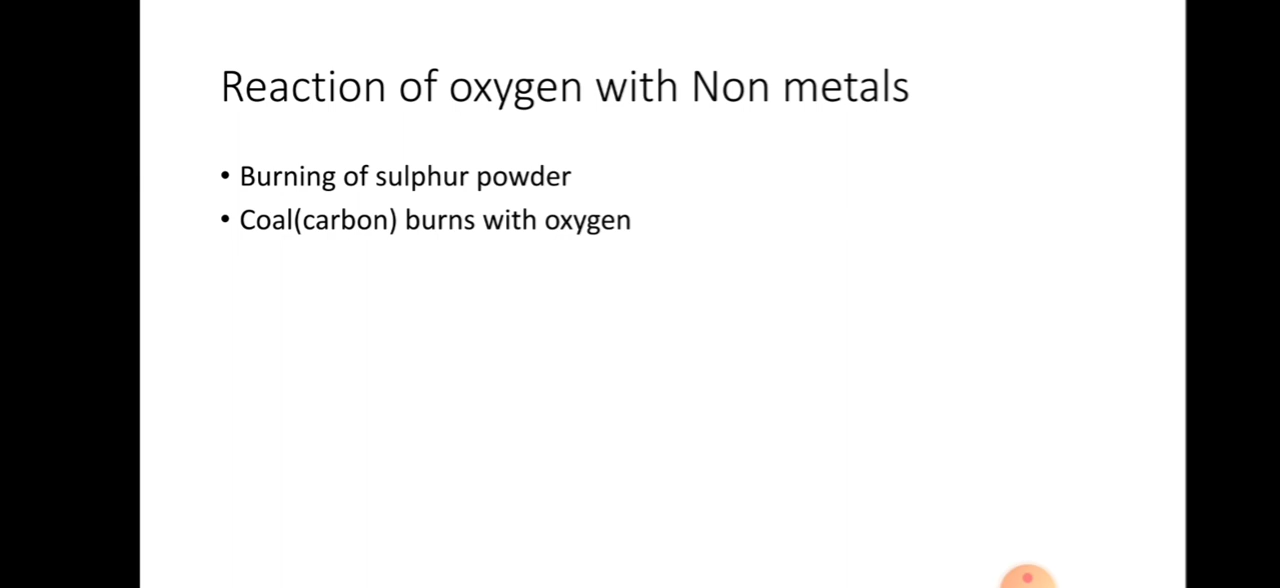 Reaction of oxygen with Non metals
• Burning of sulphur powder
• Coal(carbon) burns with oxygen